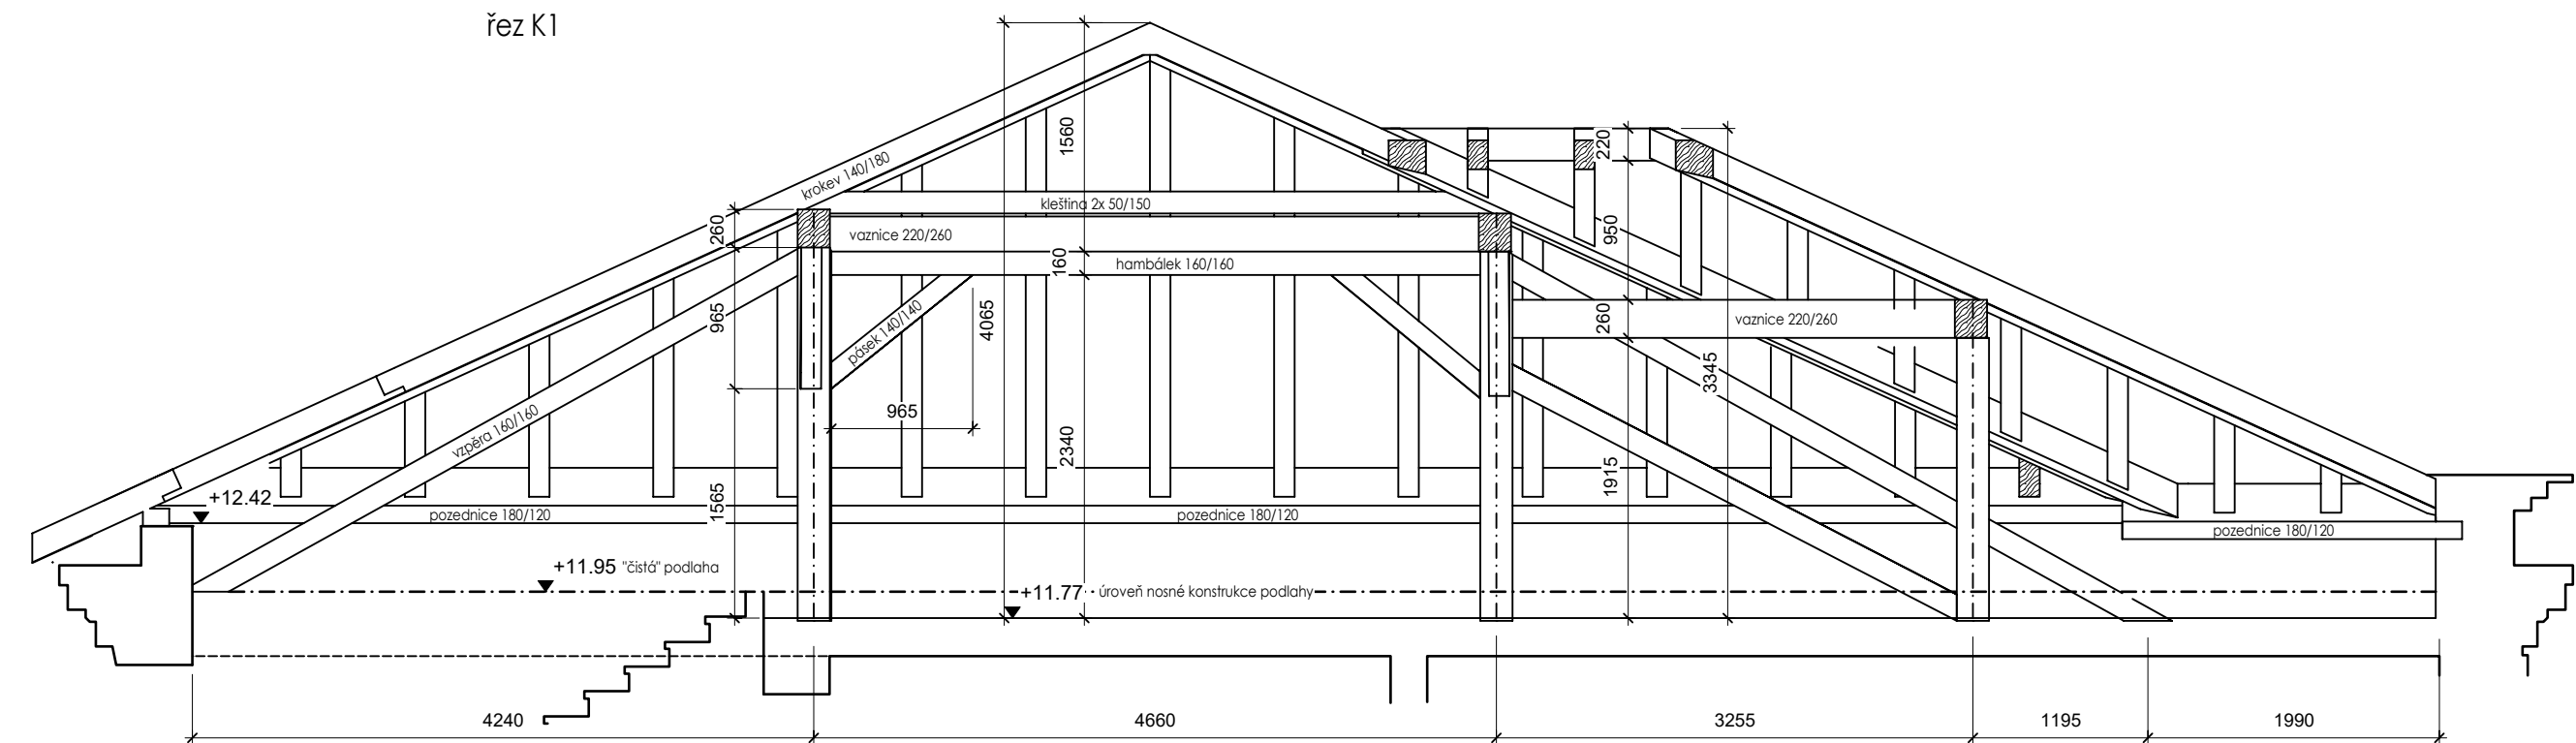 řez K1
krokev 140/180
1560
220
kleština 2x 50/150
260
vaznice 220/260
950
160
hambálek 160/160
965
pásek 140/140
4065
260
vaznice 220/260
3345
965
vzpěra 160/160
2340
1915
+12.42
1565
pozednice 180/120
pozednice 180/120
pozednice 180/120
+11.95 "čistá" podlaha
+11.77 - úroveň nosné konstrukce podlahy
4240
4660
3255
1195
1990